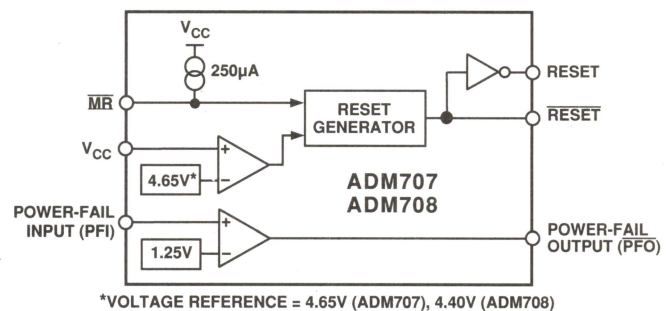 VCC
250µA
MR
RESET
RESET
GENERATOR
RESET
VCC
+
4.65V*
−
ADM707
ADM708
POWER-FAIL
INPUT (PFI)
+
1.25V
−
POWER-FAIL
OUTPUT (PFO)
*VOLTAGE REFERENCE = 4.65V (ADM707), 4.40V (ADM708)